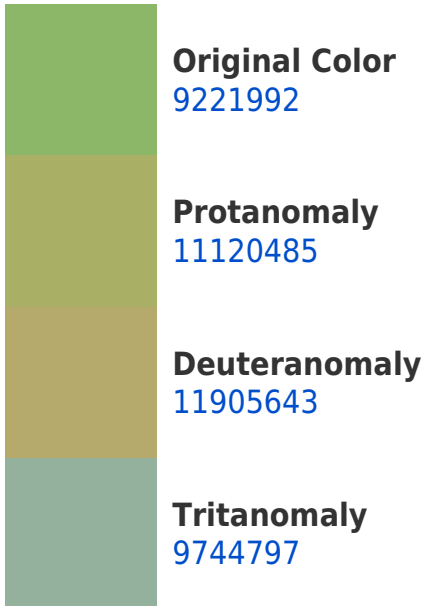 Original Color
9221992
Protanomaly
11120485
Deuteranomaly
11905643
Tritanomaly
9744797